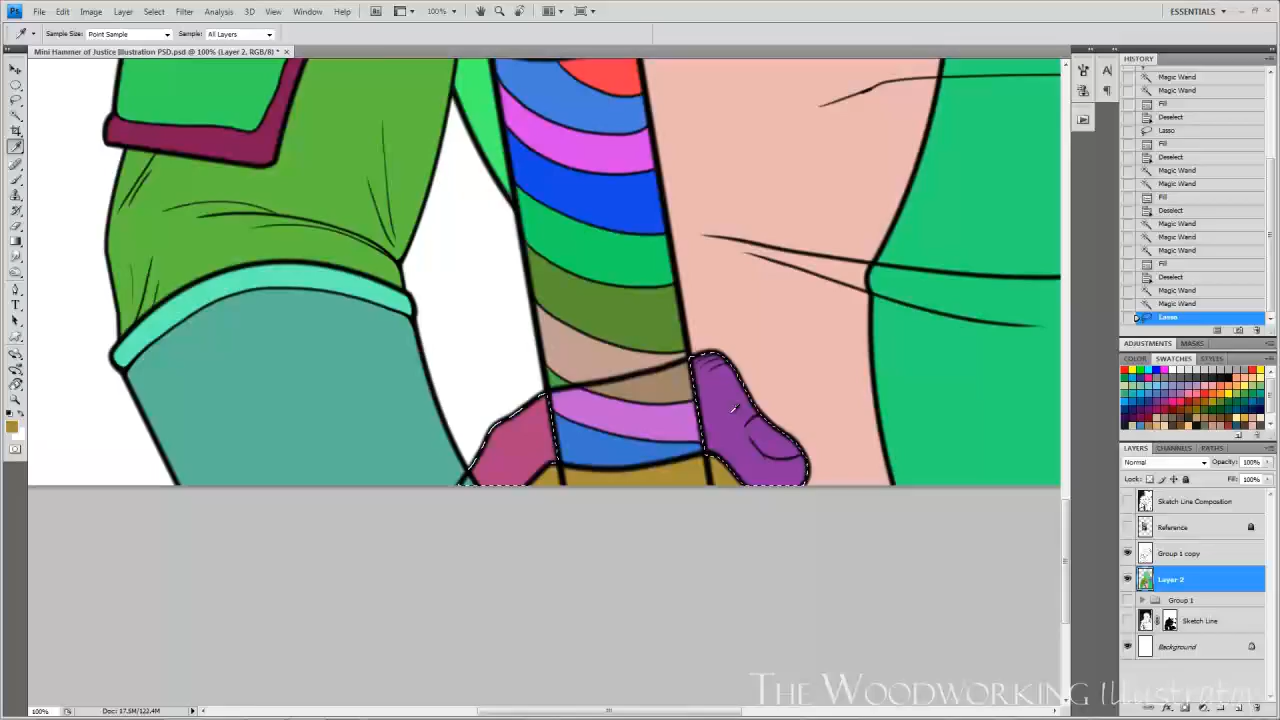 Ps File Edit Image Layer Select Filter Analysis 3D View Window Help 100% ESSENTIALS
Sample Size: Point Sample Sample: All Layers
Mini Hammer of Justice Illustration PSD.psd @ 100% (Layer 2, RGB/8) * ×
HISTORY
Magic Wand
Magic Wand
Fill
Deselect
Lasso
Fill
Deselect
Magic Wand
Magic Wand
Fill
Deselect
Magic Wand
Magic Wand
Fill
Deselect
Magic Wand
Magic Wand
Lasso
ADJUSTMENTS MASKS
COLOR SWATCHES STYLES
LAYERS CHANNELS PATHS
Normal Opacity: 100%
Lock: Fill: 100%
Sketch Line Composition
Reference
Group 1 copy
Layer 2
Group 1
Sketch Line
Background
THE WOODWORKING Illustrator
100% Doc: 17.5M/122.4M